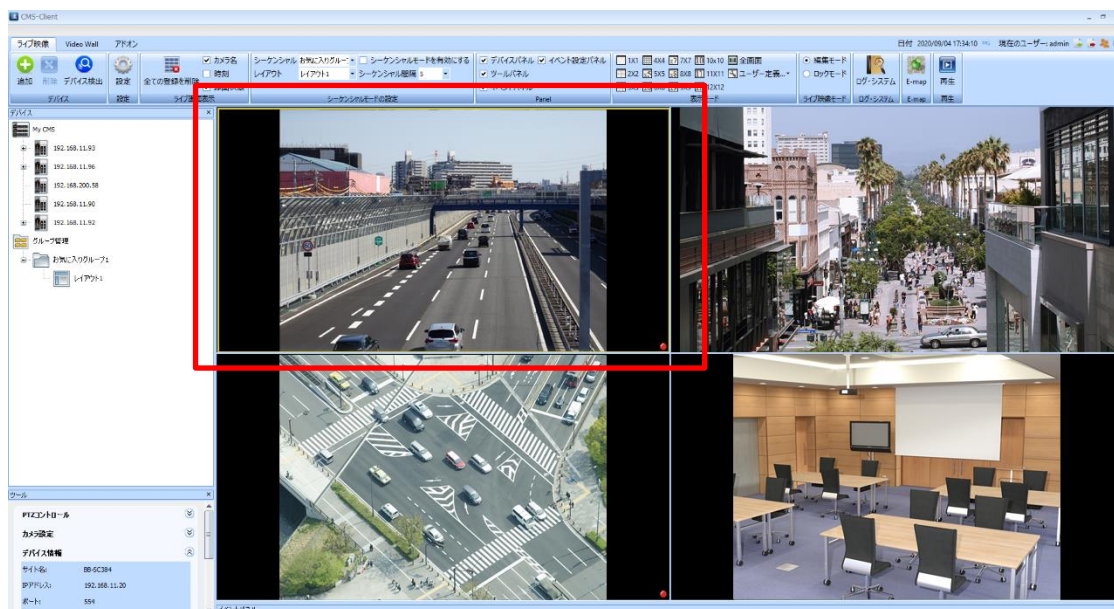 CMS-Client
ライブ映像 Video Wall アドオン
日付 2020/09/04 17:34:10 現在のユーザー: admin
追加 削除 デバイス検出
デバイス
設定
設定
全ての登録を削除
カメラ名
時刻
シーケンシャル お気に入りグルー シーケンシャルモードを有効にする
レイアウト レイアウト1 シーケンシャル間隔 5
シーケンシャルモードの設定
デバイスパネル イベント設定パネル
ツールパネル
Panel
1X1 4X4 7X7 10x10 全画面
2X2 5X5 8X8 11X11 ユーザー定義...
12X12
表示モード
編集モード
ロックモード
ライブ映像モード
ログ・システム
ログ・システム
E-map
E-map
再生
再生
デバイス
My CMS
192.168.11.93
192.168.11.96
192.168.200.58
192.168.11.90
192.168.11.92
グループ管理
お気に入りグループ1
レイアウト1
ツール
PTZコントロール
カメラ設定
デバイス情報
サイト名: BB-SC384
IPアドレス: 192.168.11.20
ポート: 554
イベントパネル